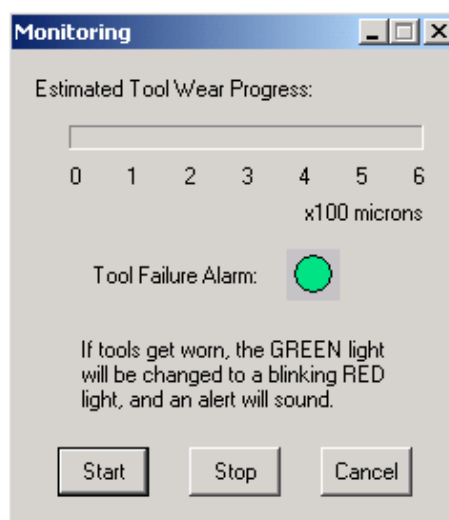 Monitoring
Estimated Tool Wear Progress:
0 1 2 3 4 5 6
x100 microns
Tool Failure Alarm:
If tools get worn, the GREEN light
will be changed to a blinking RED
light, and an alert will sound.
Start Stop Cancel